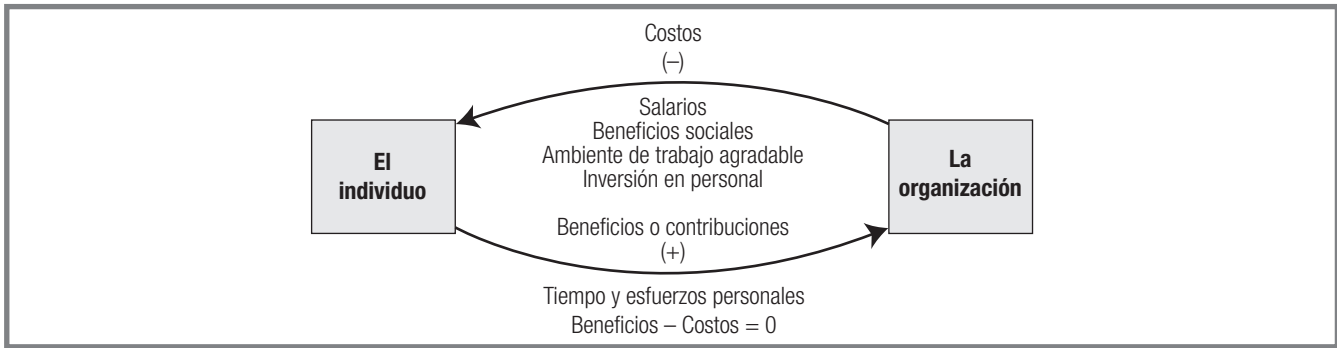 Costos
(–)
Salarios
Beneficios sociales
Ambiente de trabajo agradable
Inversión en personal
El
individuo
La
organización
Beneficios o contribuciones
(+)
Tiempo y esfuerzos personales
Beneficios – Costos = 0